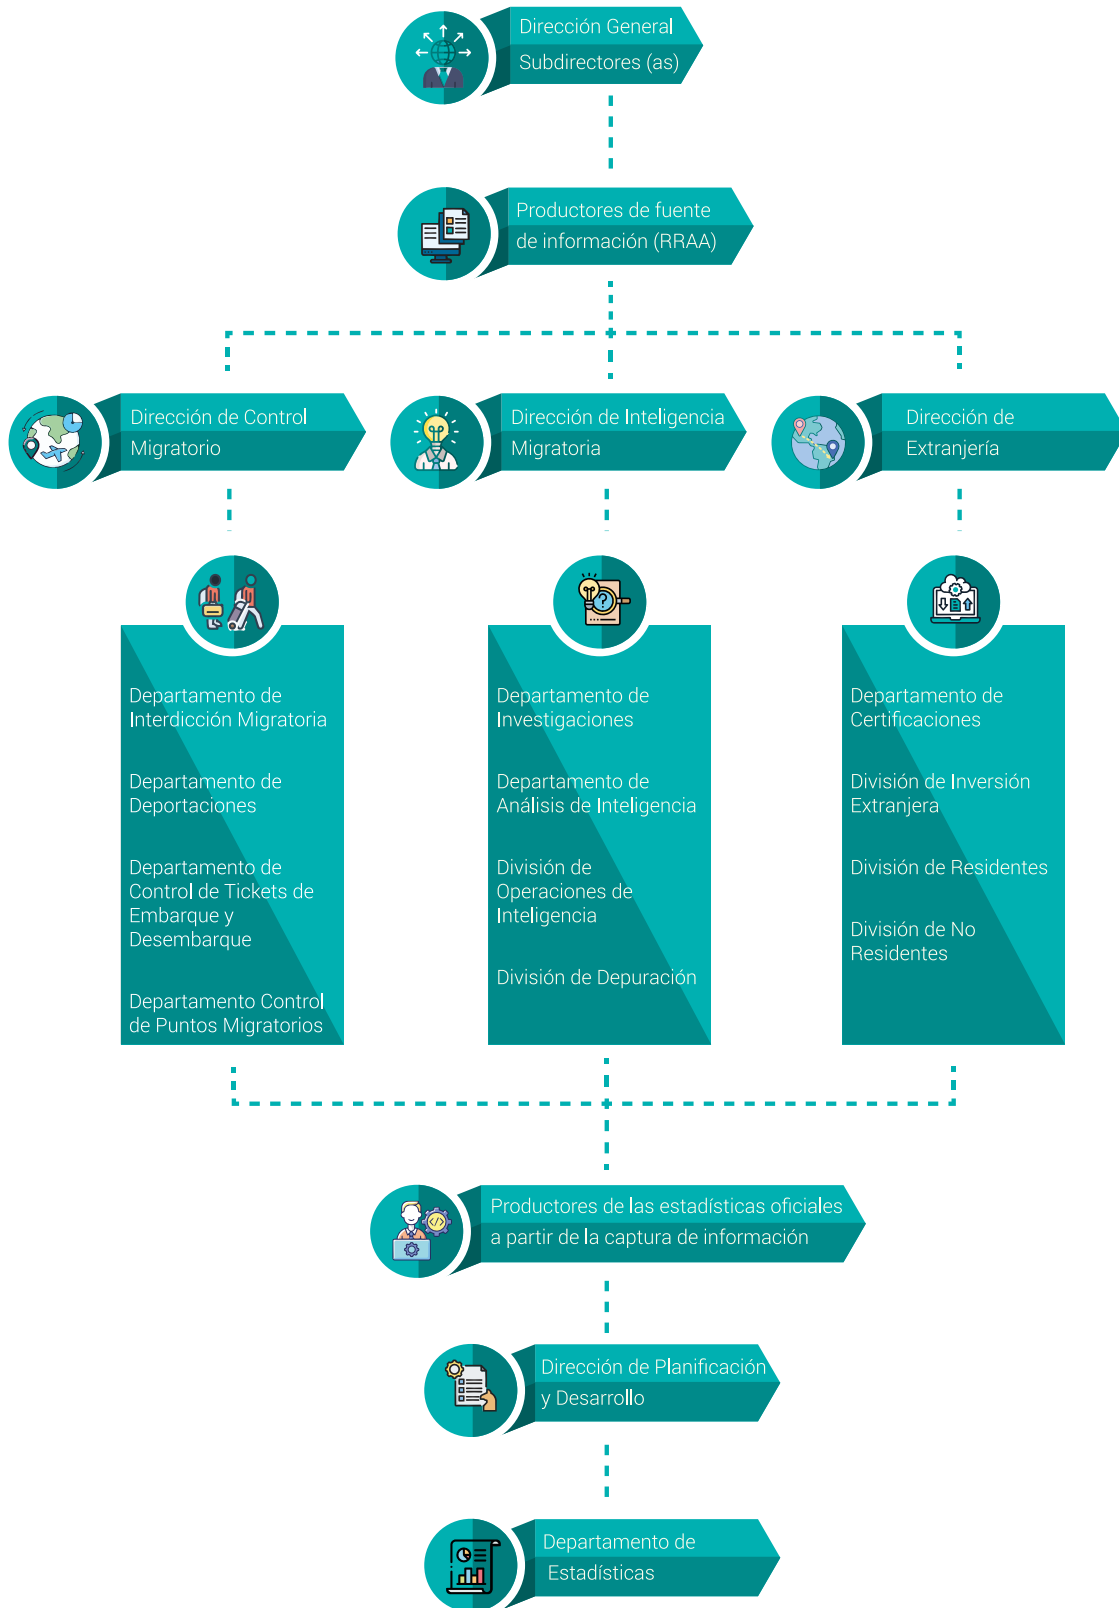 Dirección General
Subdirectores (as)
Productores de fuente
de información (RRAA)
Dirección de Control
Migratorio
Dirección de Inteligencia
Migratoria
Dirección de
Extranjería
Departamento de
Interdicción Migratoria
Departamento de
Deportaciones
Departamento de
Control de Tickets de
Embarque y
Desembarque
Departamento Control
de Puntos Migratorios
Departamento de
Investigaciones
Departamento de
Análisis de Inteligencia
División de
Operaciones de
Inteligencia
División de Depuración
Departamento de
Certificaciones
División de Inversión
Extranjera
División de Residentes
División de No
Residentes
Productores de las estadísticas oficiales
a partir de la captura de información
Dirección de Planificación
y Desarrollo
Departamento de
Estadísticas